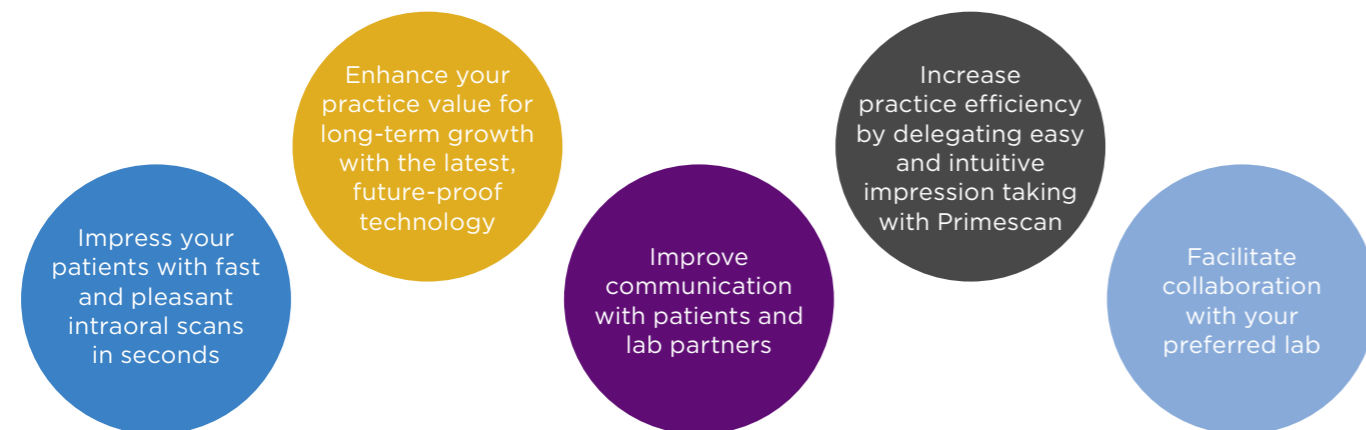 Impress your
patients with fast
and pleasant
intraoral scans
in seconds
Enhance your
practice value for
long-term growth
with the latest,
future-proof
technology
Improve
communication
with patients and
lab partners
Increase
practice efficiency
by delegating easy
and intuitive
impression taking
with Primescan
Facilitate
collaboration
with your
preferred lab